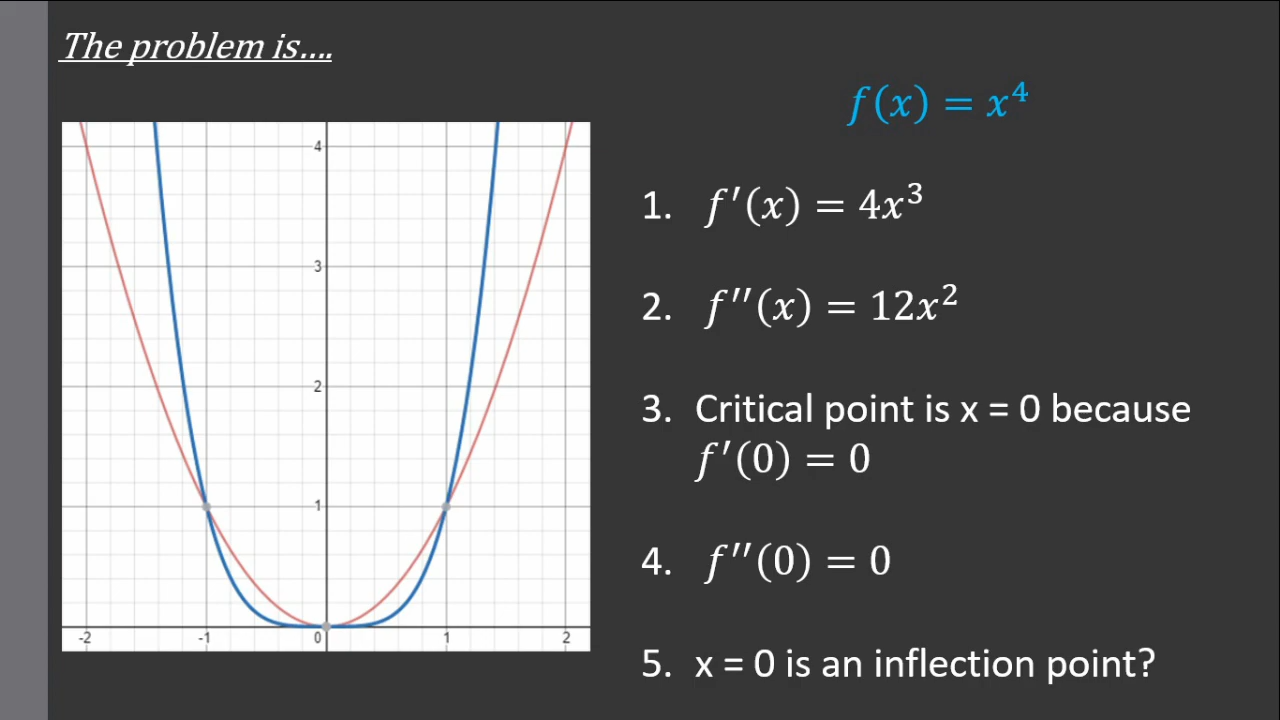 The problem is....
f(x) = x⁴
1. f′(x) = 4x³
2. f′′(x) = 12x²
3. Critical point is x = 0 because
f′(0) = 0
4. f′′(0) = 0
5. x = 0 is an inflection point?
4
3
2
1
-2 -1 0 1 2